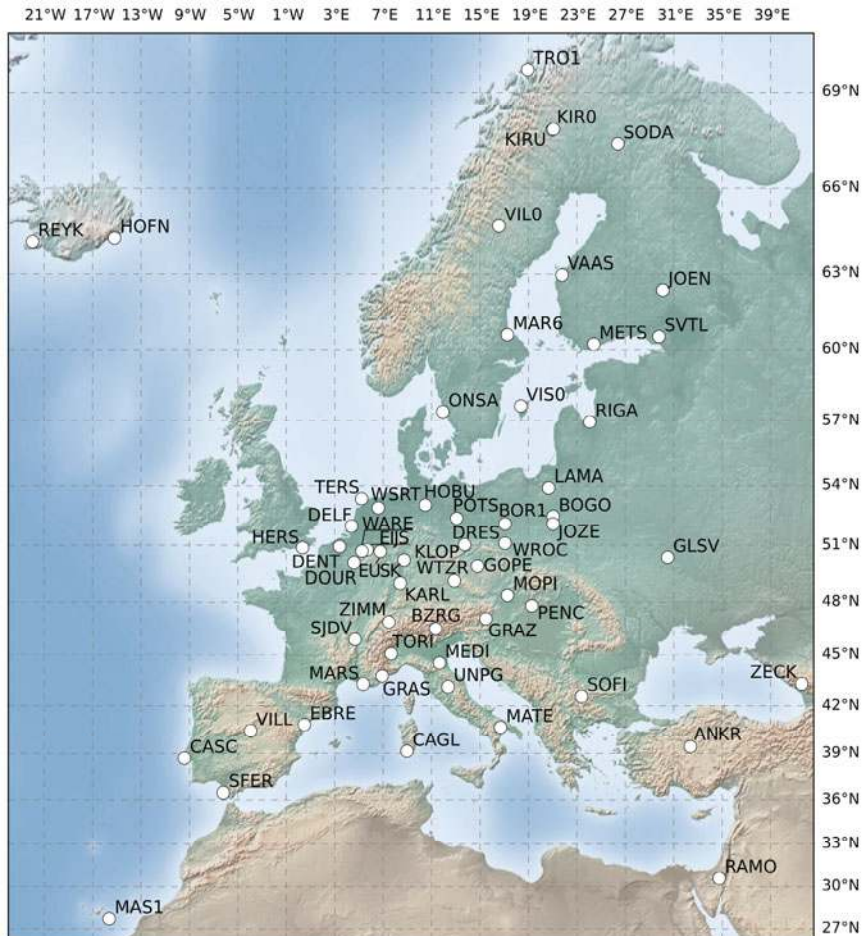 21°W 17°W 13°W 9°W 5°W 1°W 3°E 7°E 11°E 15°E 19°E 23°E 27°E 31°E 35°E 39°E
TRO1
69°N
KIR0
KIRU
SODA
66°N
VIL0
REYK
HOFN
VAAS
63°N
JOEN
MAR6
METS
SVTL
60°N
ONSA
VIS0
RIGA
57°N
LAMA
54°N
TERS
WSRT
HOBU
POTS
BOR1
BOGO
DELF
WARE
DRES
JOZE
HERS
EIJS
51°N
DENT
KLOP
WROC
GLSV
DOUR
EUSK
WTZR
GOPE
KARL
MOPI
48°N
ZIMM
BZRG
PENC
SJDV
GRAZ
TORI
45°N
MEDI
MARS
UNPG
ZECK
GRAS
SOFI
42°N
VILL
EBRE
MATE
CASC
CAGL
ANKR
39°N
SFER
36°N
33°N
RAMO
30°N
MAS1
27°N